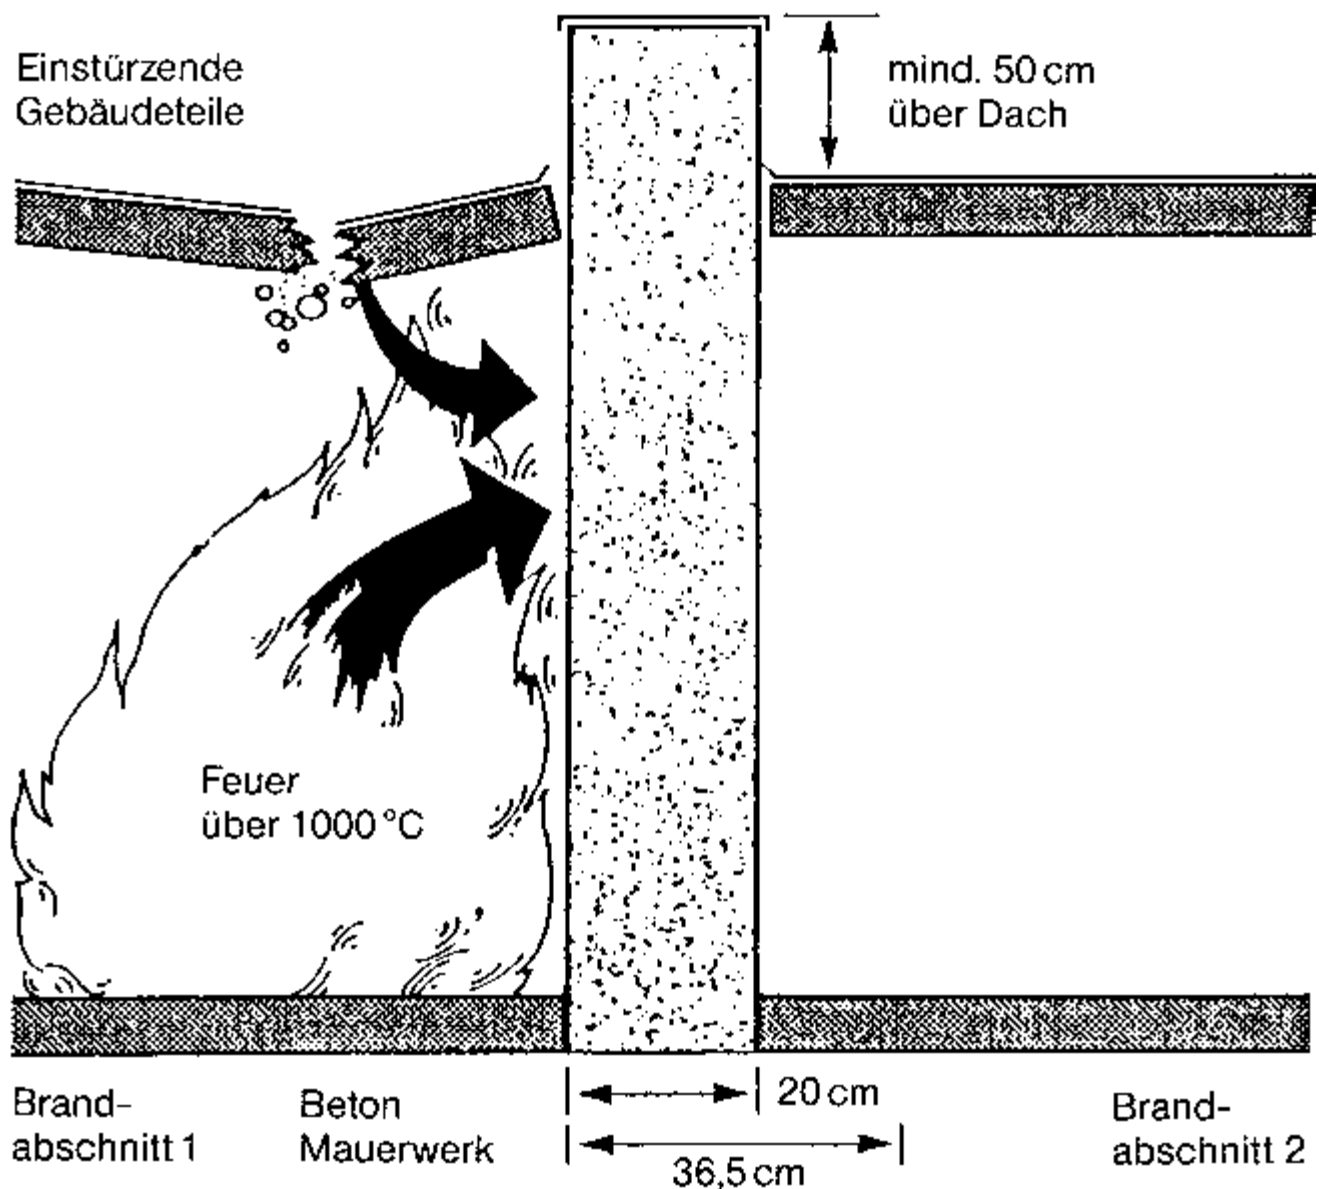 Einstürzende
Gebäudeteile
mind. 50 cm
über Dach
Feuer
über 1000 °C
Brand-
abschnitt 1
Beton
Mauerwerk
20 cm
36,5 cm
Brand-
abschnitt 2